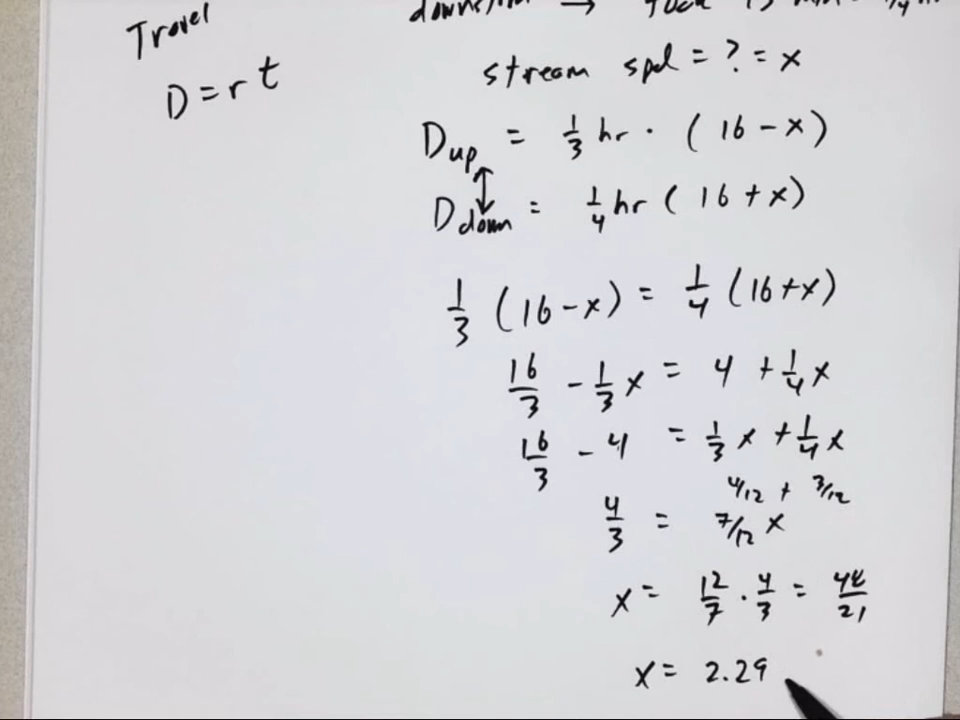 Travel
D = r t
stream spd = ? = x
D up = 1/3 hr · (16 - x)
D down = 1/4 hr (16 + x)
1/3 (16 - x) = 1/4 (16 + x)
16/3 - 1/3 x = 4 + 1/4 x
16/3 - 4 = 1/3 x + 1/4 x
4/12 + 3/12
4/3 = 7/12 x
x = 12/7 · 4/3 = 48/21
x = 2.29